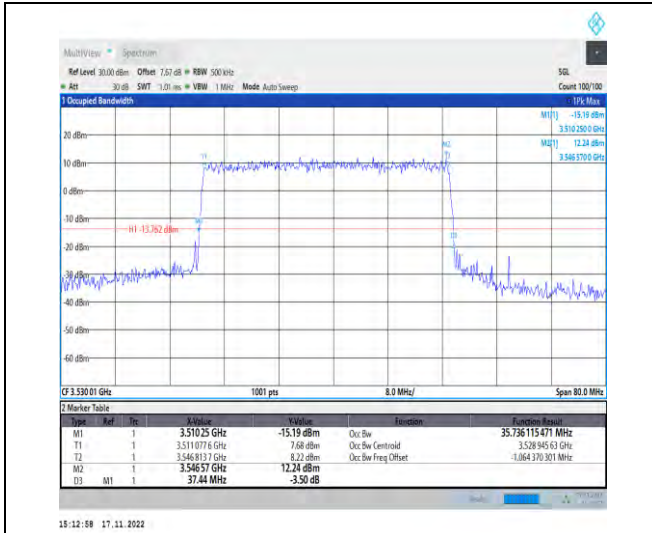 MultiView Spectrum
Ref Level 30.00 dBm Offset 7.57 dB RBW 500 kHz SGL
Att 30 dB SWT 1.01 ms VBW 1 MHz Mode Auto Sweep Count 100/100
1 Occupied Bandwidth 1Pk Max
M1[1] -15.19 dBm
3.510 250 0 GHz
M2[1] 12.24 dBm
3.546 570 0 GHz
M2
20 dBm
T1
10 dBm
0 dBm
-10 dBm
H1 -13.762 dBm
D3
-20 dBm
-30 dBm
-40 dBm
-50 dBm
-60 dBm
CF 3.530 01 GHz 1001 pts 8.0 MHz/ Span 80.0 MHz
2 Marker Table
Type Ref Trc X-Value Y-Value Function Function Result
M1 1 3.51025 GHz -15.19 dBm Occ Bw 35.736 115 471 MHz
T1 1 3.511 077 6 GHz 7.68 dBm Occ Bw Centroid 3.528 945 63 GHz
T2 1 3.546 813 7 GHz 8.22 dBm Occ Bw Freq Offset -1.064 370 301 MHz
M2 1 3.54657 GHz 12.24 dBm
D3 M1 1 37.44 MHz -3.50 dB
15:12:58 17.11.2022